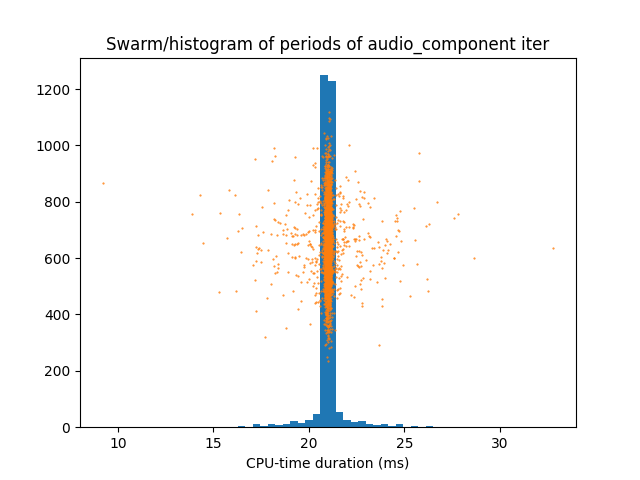 Swarm/histogram of periods of audio_component iter
1200
1000
800
600
400
200
0
10 15 20 25 30
CPU-time duration (ms)